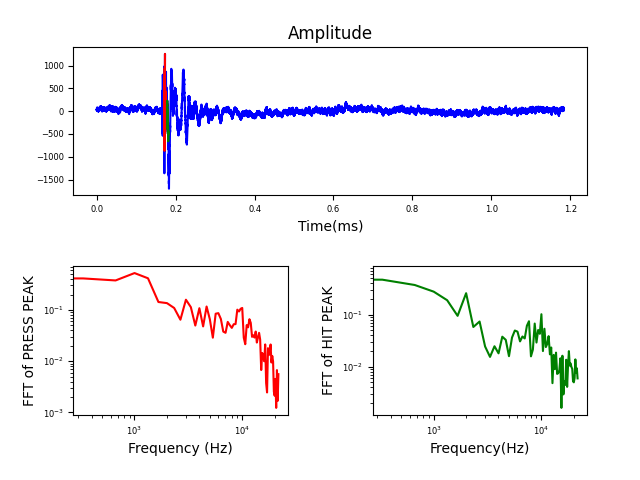 Amplitude
1000
500
0
−500
−1000
−1500
0.0 0.2 0.4 0.6 0.8 1.0 1.2
Time(ms)
FFT of PRESS PEAK
10⁻¹
10⁻²
10⁻³
10³ 10⁴
Frequency (Hz)
FFT of HIT PEAK
10⁻¹
10⁻²
10³ 10⁴
Frequency(Hz)